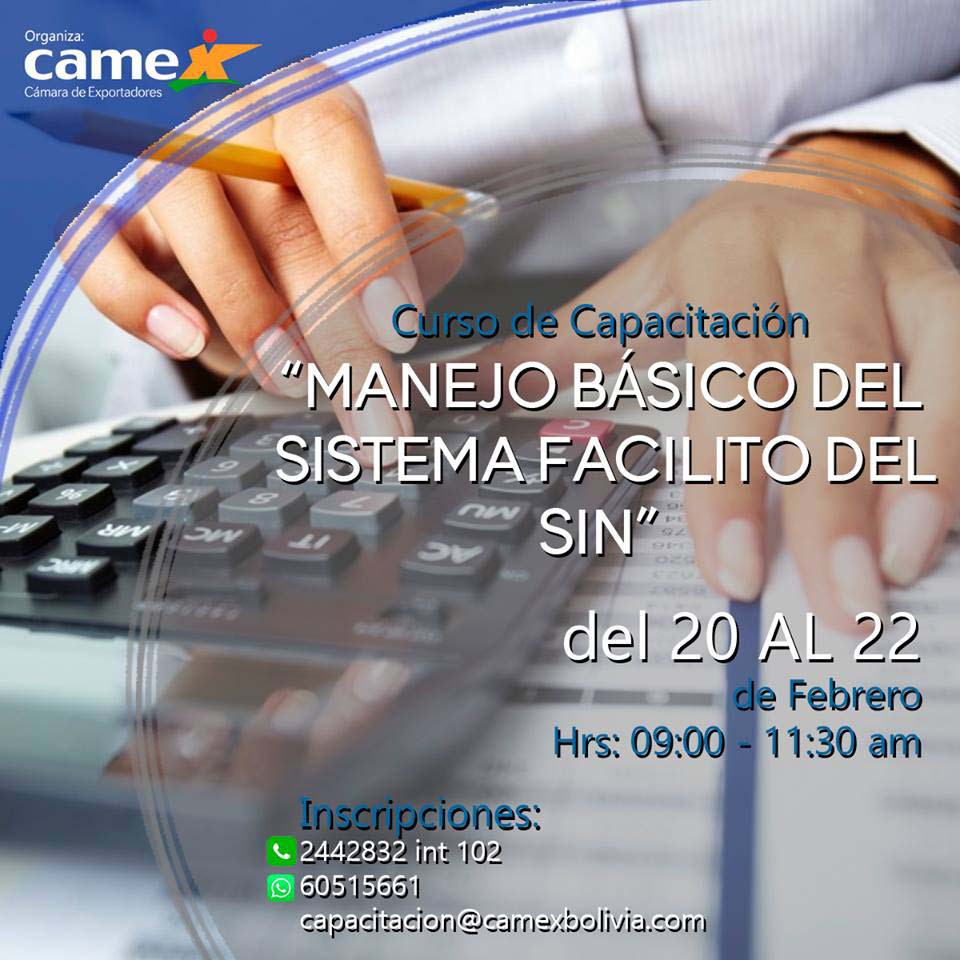 Organiza:
camex
Cámara de Exportadores
Curso de Capacitación
“MANEJO BÁSICO DEL
SISTEMA FACILITO DEL
SIN”
del 20 AL 22
de Febrero
Hrs: 09:00 - 11:30 am
Inscripciones:
2442832 int 102
60515661
capacitacion@camexbolivia.com